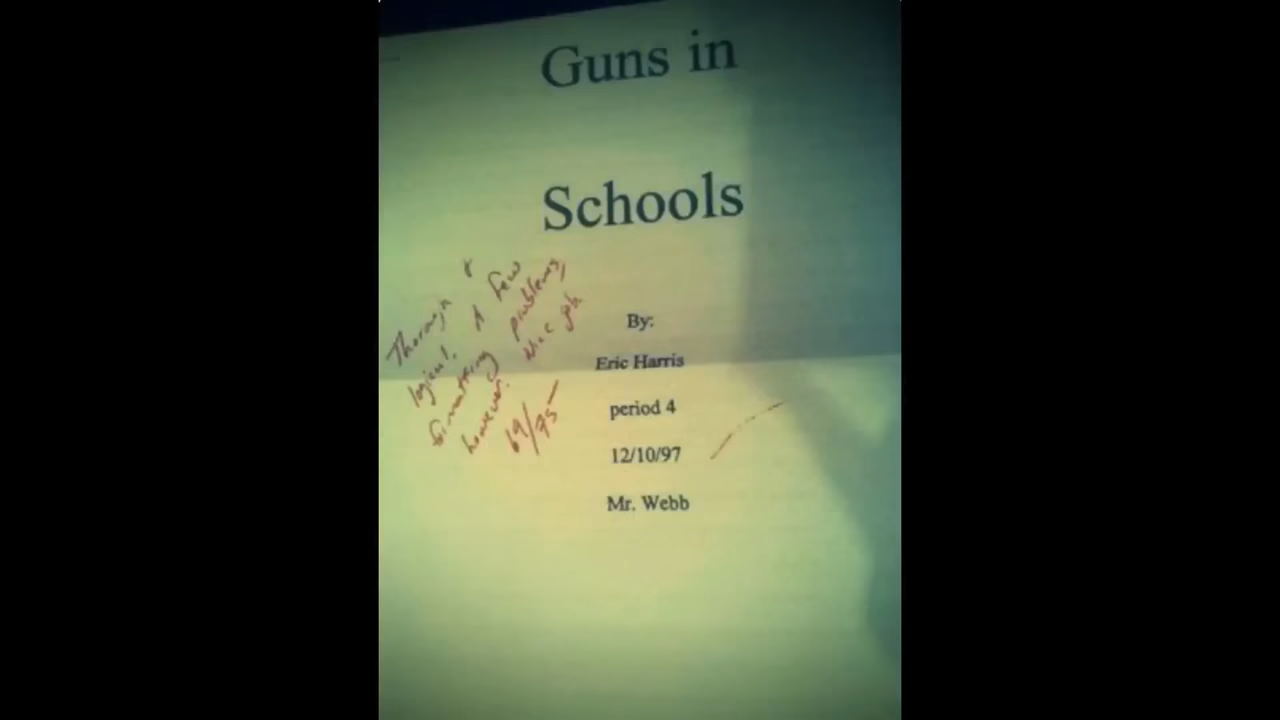 Guns in
Schools
Thorough &
logical. A few
formatting problems,
however. Nice job
69/75
By:
Eric Harris
period 4
12/10/97
Mr. Webb